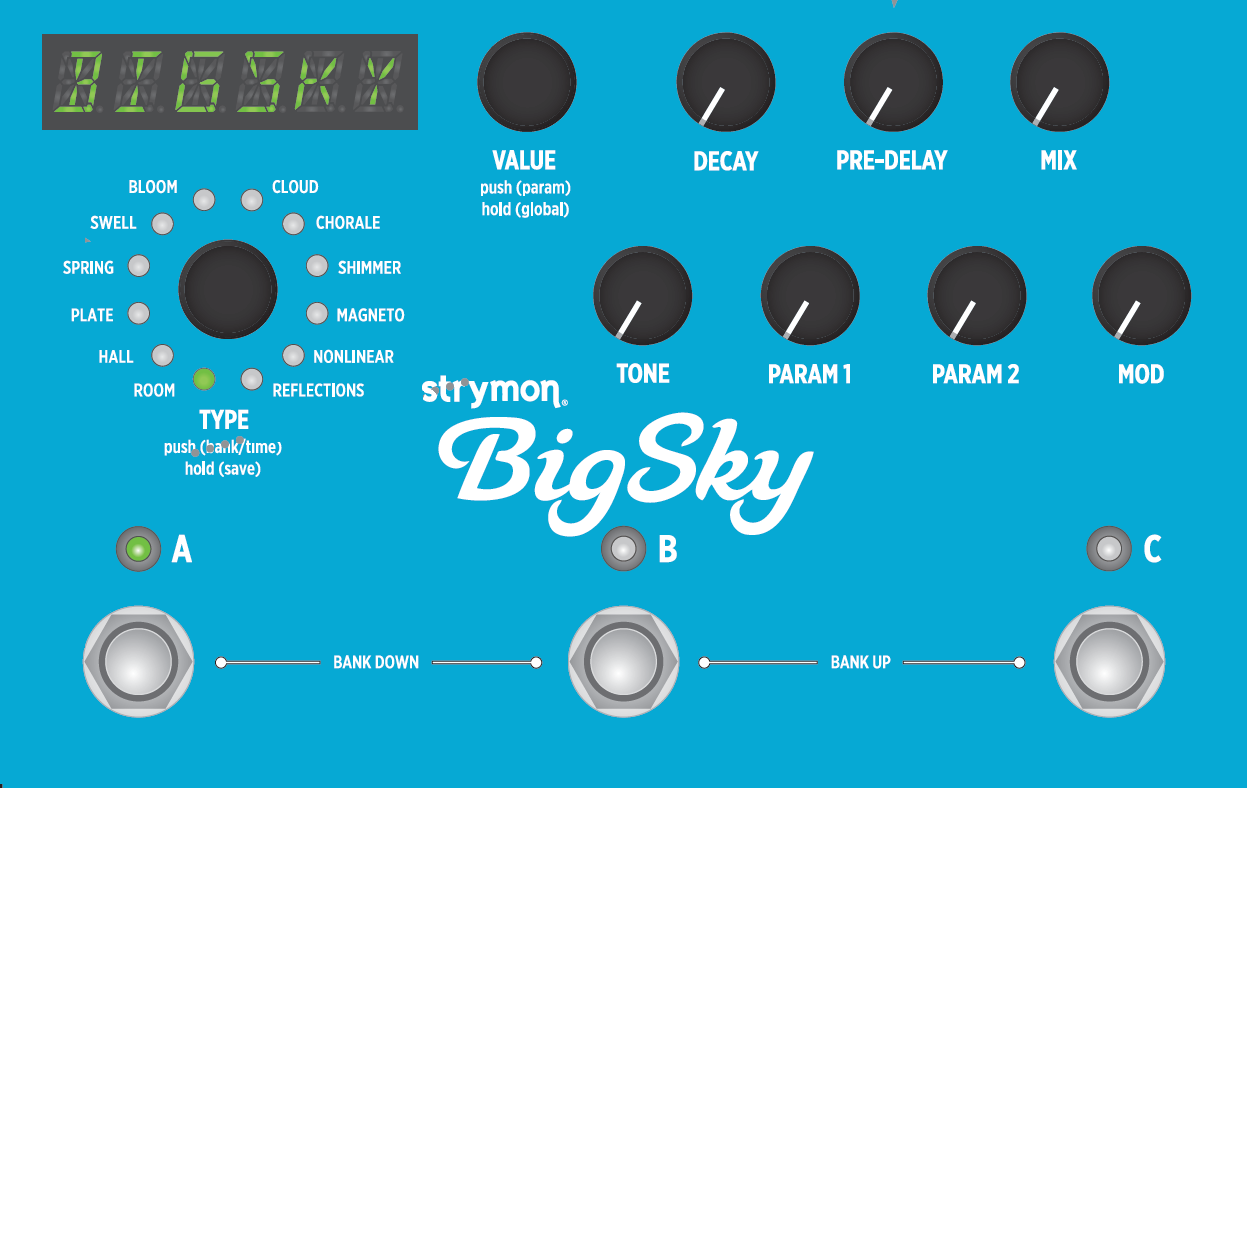 BIGSKY
VALUE
push (param)
hold (global)
DECAY
PRE-DELAY
MIX
BLOOM
CLOUD
SWELL
CHORALE
SPRING
SHIMMER
PLATE
MAGNETO
HALL
NONLINEAR
ROOM
REFLECTIONS
TYPE
push (bank/time)
hold (save)
TONE
PARAM 1
PARAM 2
MOD
strymon®
BigSky
A
B
C
BANK DOWN
BANK UP